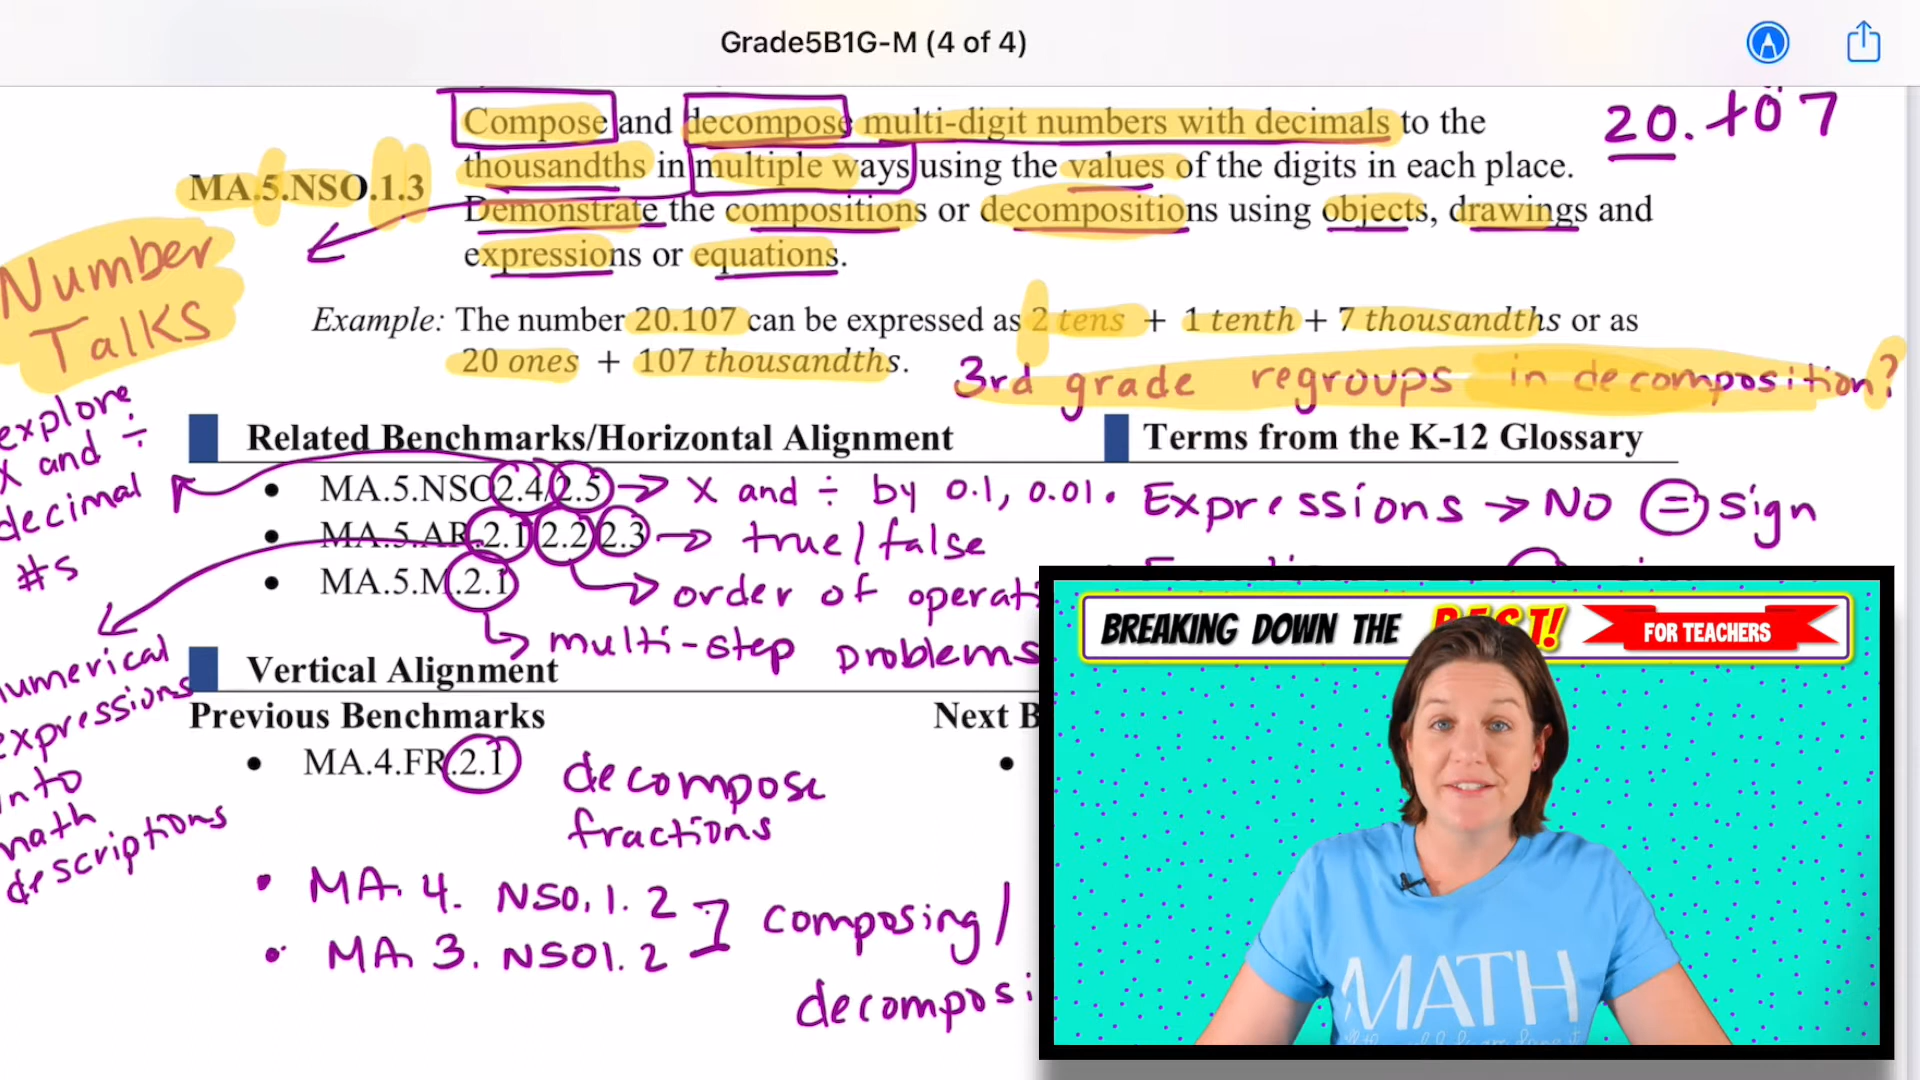 Grade5B1G-M (4 of 4)
Compose and decompose multi-digit numbers with decimals to the
thousandths in multiple ways using the values of the digits in each place.
MA.5.NSO.1.3
Demonstrate the compositions or decompositions using objects, drawings and
expressions or equations.
20.107
Number
Talks
Example: The number 20.107 can be expressed as 2 tens + 1 tenth + 7 thousandths or as
20 ones + 107 thousandths.
3rd grade regroups in decomposition?
explore
x and ÷
decimal
#s
Related Benchmarks/Horizontal Alignment
• MA.5.NSO.2.4/2.5 → x and ÷ by 0.1, 0.01
• MA.5.AR.2.1 2.2 2.3 → true/false
• MA.5.M.2.1
order of operati
multi-step problems
Terms from the K-12 Glossary
• Expressions → NO = sign
numerical
expressions
into
math
descriptions
Vertical Alignment
Previous Benchmarks
• MA.4.FR.2.1
decompose
fractions
• MA.4.NSO.1.2
• MA.3.NSO1.2
composing/
decomposi
Next B
•
BREAKING DOWN THE BEST!
FOR TEACHERS
MATH